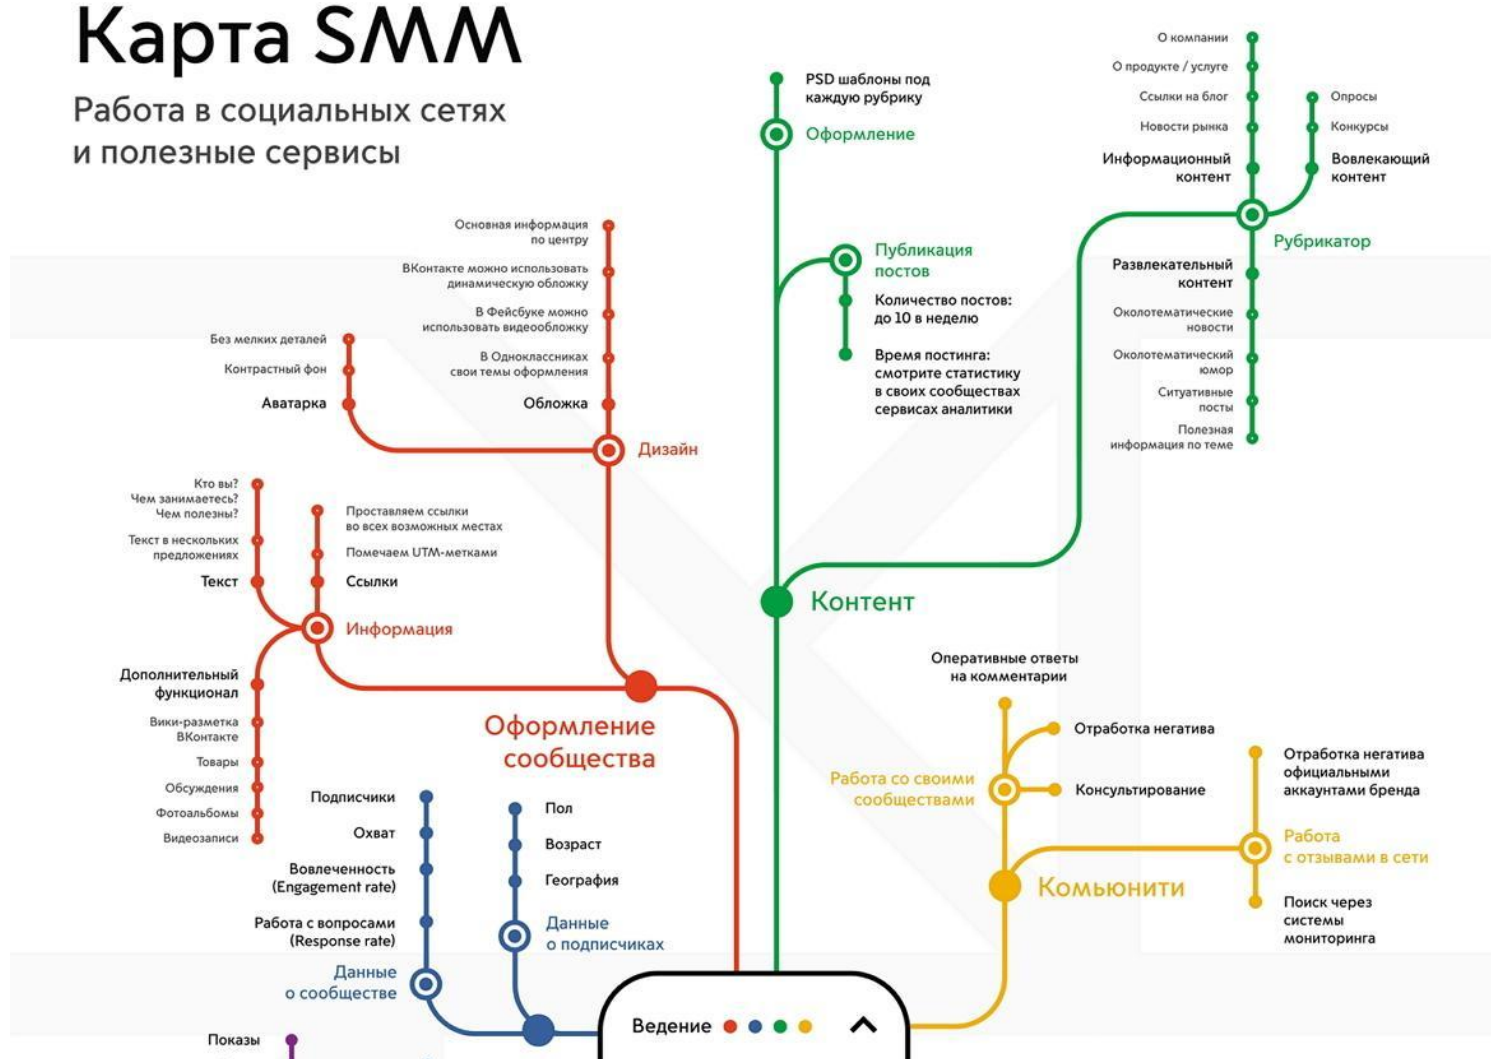 Карта SMM
Работа в социальных сетях
и полезные сервисы
PSD шаблоны под
каждую рубрику
Оформление
Публикация
постов
Количество постов:
до 10 в неделю
Время постинга:
смотрите статистику
в своих сообществах
сервисах аналитики
О компании
О продукте / услуге
Ссылки на блог
Новости рынка
Информационный
контент
Опросы
Конкурсы
Вовлекающий
контент
Рубрикатор
Развлекательный
контент
Околотематические
новости
Околотематический
юмор
Ситуативные
посты
Полезная
информация по теме
Контент
Основная информация
по центру
ВКонтакте можно использовать
динамическую обложку
В Фейсбуке можно
использовать видеообложку
В Одноклассниках
свои темы оформления
Обложка
Без мелких деталей
Контрастный фон
Аватарка
Дизайн
Кто вы?
Чем занимаетесь?
Чем полезны?
Текст в нескольких
предложениях
Текст
Проставляем ссылки
во всех возможных местах
Помечаем UTM-метками
Ссылки
Информация
Дополнительный
функционал
Вики-разметка
ВКонтакте
Товары
Обсуждения
Фотоальбомы
Видеозаписи
Оформление
сообщества
Подписчики
Охват
Вовлеченность
(Engagement rate)
Работа с вопросами
(Response rate)
Данные
о сообществе
Пол
Возраст
География
Данные
о подписчиках
Оперативные ответы
на комментарии
Отработка негатива
Консультирование
Работа со своими
сообществами
Отработка негатива
официальными
аккаунтами бренда
Работа
с отзывами в сети
Поиск через
системы
мониторинга
Комьюнити
Ведение
Показы